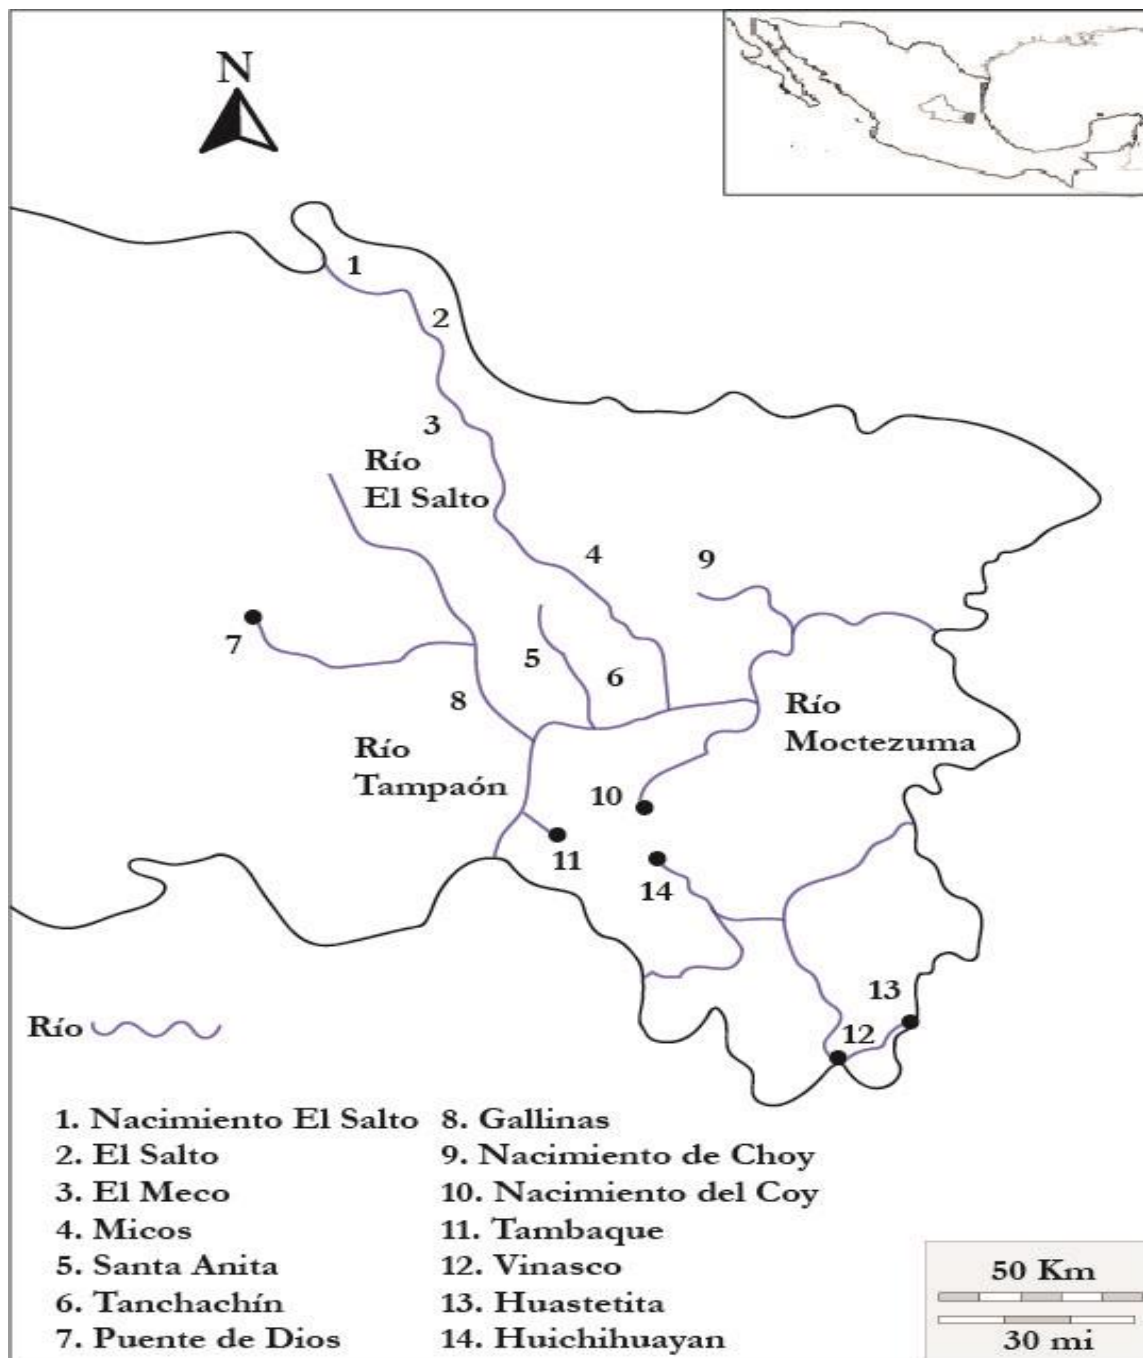 N
1
2
3
Río
El Salto
4
9
7
5
6
8
Río
Moctezuma
Río
Tampaón
10
11
14
13
12
Río
1. Nacimiento El Salto
2. El Salto
3. El Meco
4. Micos
5. Santa Anita
6. Tanchachín
7. Puente de Dios
8. Gallinas
9. Nacimiento de Choy
10. Nacimiento del Coy
11. Tambaque
12. Vinasco
13. Huastetita
14. Huichihuayan
50 Km
30 mi